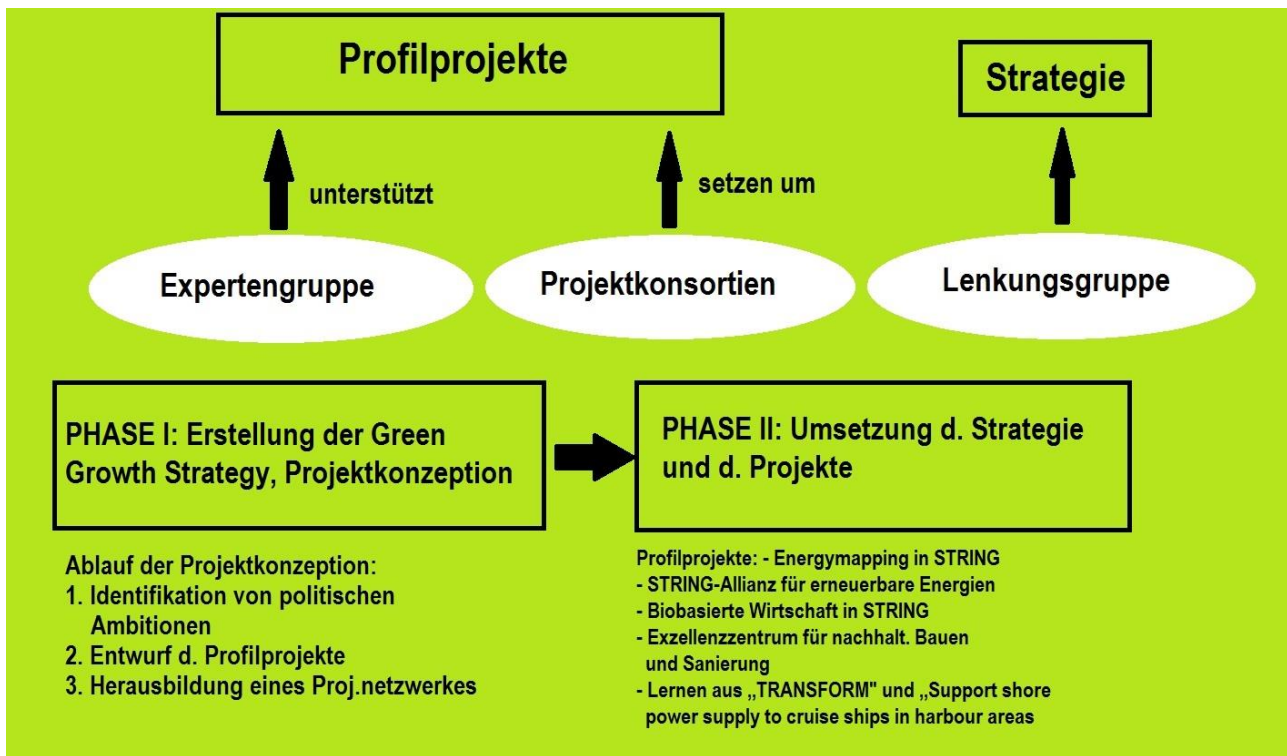 Profilprojekte
Strategie
unterstützt
setzen um
Expertengruppe
Projektkonsortien
Lenkungsgruppe
PHASE I: Erstellung der Green
Growth Strategy, Projektkonzeption
PHASE II: Umsetzung d. Strategie
und d. Projekte
Ablauf der Projektkonzeption:
1. Identifikation von politischen
Ambitionen
2. Entwurf d. Profilprojekte
3. Herausbildung eines Proj.netzwerkes
Profilprojekte: - Energymapping in STRING
- STRING-Allianz für erneuerbare Energien
- Biobasierte Wirtschaft in STRING
- Exzellenzzentrum für nachhalt. Bauen
und Sanierung
- Lernen aus „TRANSFORM" und „Support shore
power supply to cruise ships in harbour areas